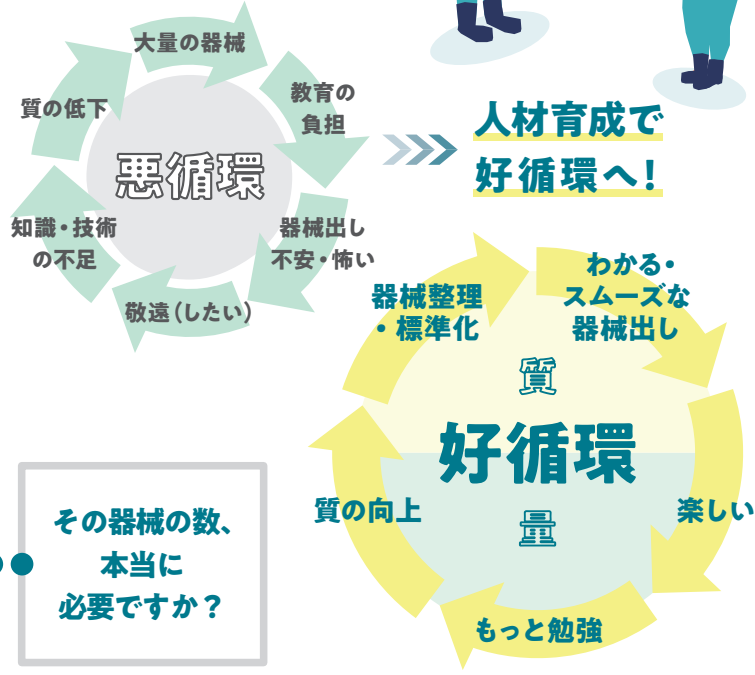 大量の器械
教育の
負担
器械出し
不安・怖い
敬遠（したい）
知識・技術
の不足
質の低下
悪循環
人材育成で
好循環へ！
わかる・
スムーズな
器械出し
楽しい
もっと勉強
質の向上
器械整理
・標準化
質
好循環
量
その器械の数、
本当に
必要ですか？